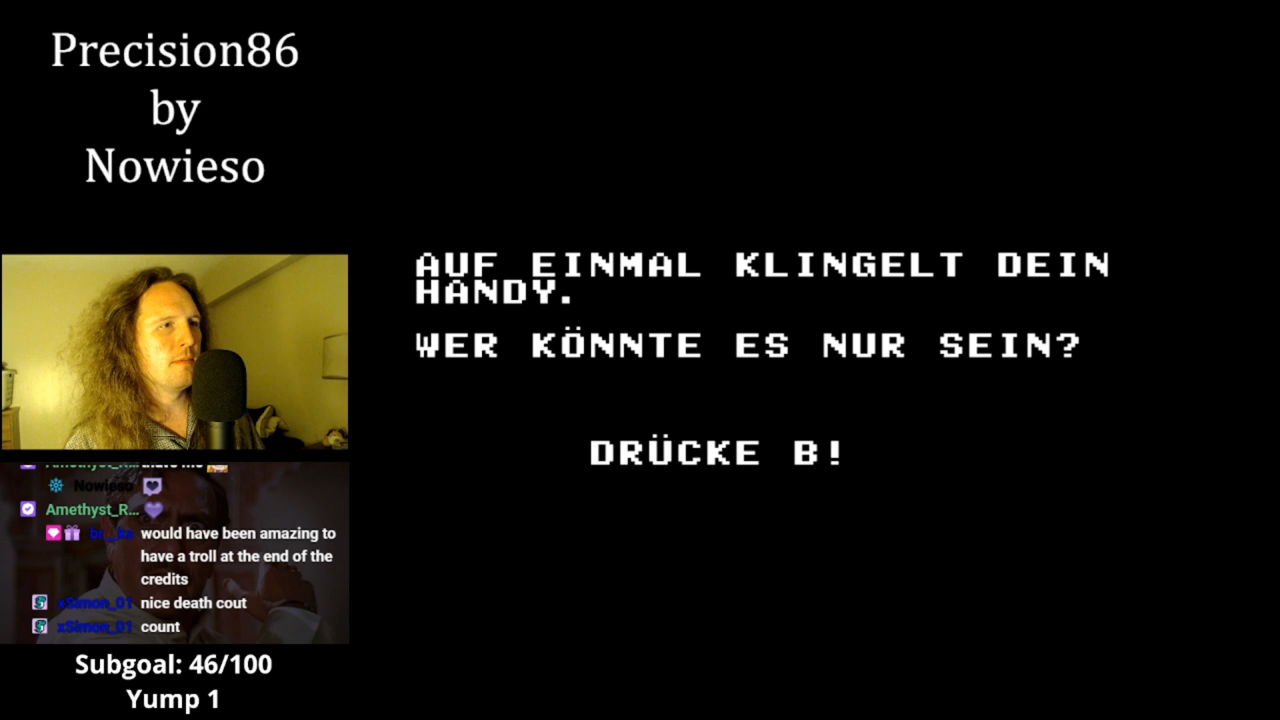 Precision86
by
Nowieso
AUF EINMAL KLINGELT DEIN
HANDY.
WER KÖNNTE ES NUR SEIN?
DRÜCKE B!
Nowieso
Amethyst_R...
would have been amazing to
have a troll at the end of the
credits
xSimon_01 nice death cout
xSimon_01 count
Subgoal: 46/100
Yump 1